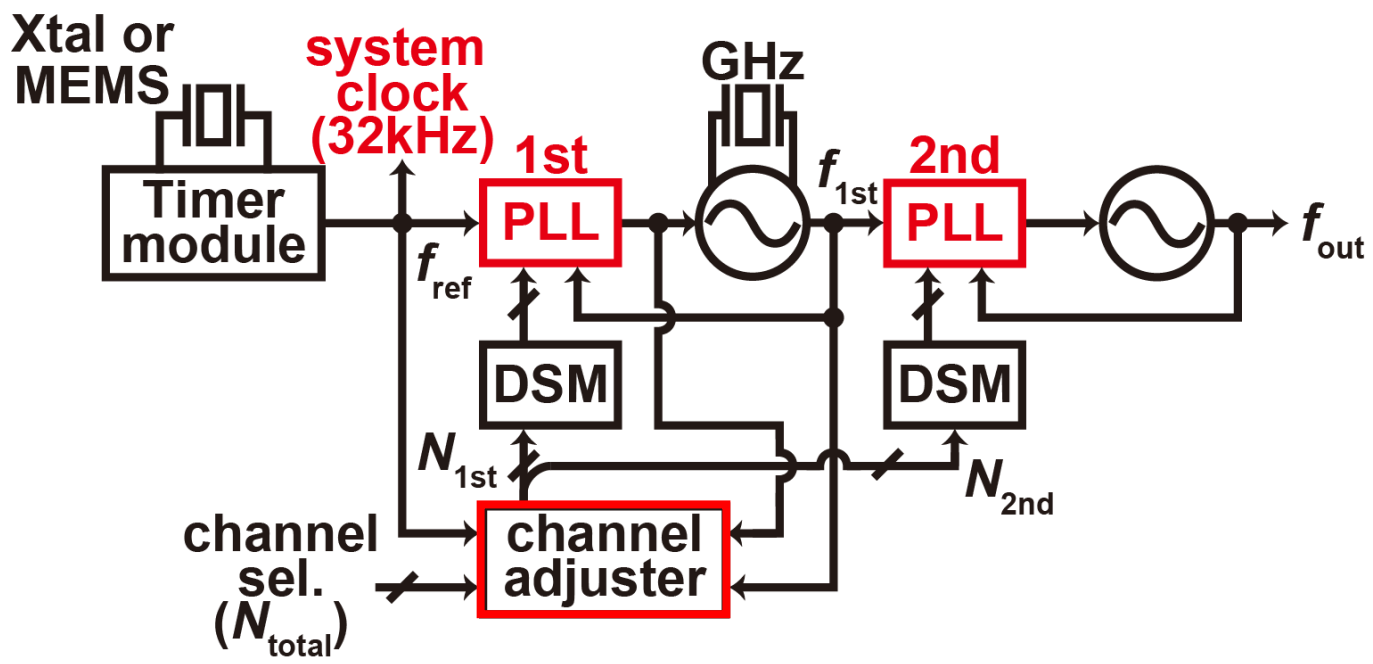 Xtal or
MEMS
system
clock
(32kHz)
GHz
1st
2nd
Timer
module
PLL
f1st
PLL
fref
fout
DSM
DSM
N1st
N2nd
channel
sel.
(Ntotal)
channel
adjuster